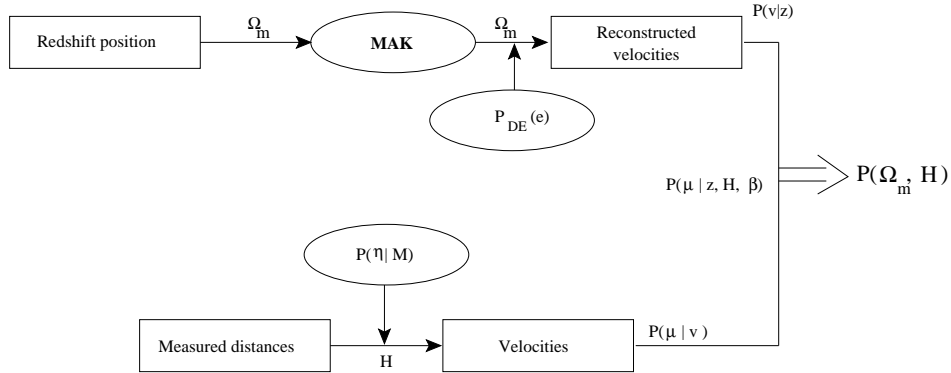 Redshift position
Ω_m
MAK
Ω_m
Reconstructed
velocities
P(v|z)
P_DE (e)
P(μ | z, H, β)
P(Ω_m, H)
P(η | M)
Measured distances
H
Velocities
P(μ | v)